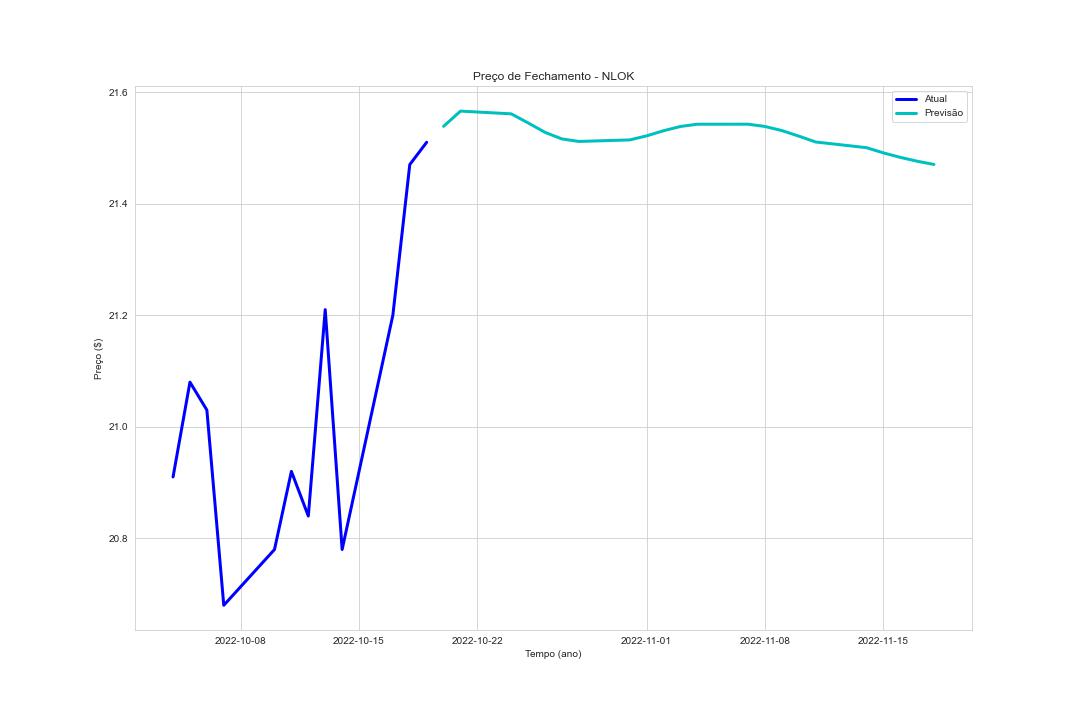 Preço de Fechamento - NLOK
Atual
Previsão
21.6
21.4
21.2
21.0
20.8
Preço ($)
2022-10-08
2022-10-15
2022-10-22
2022-11-01
2022-11-08
2022-11-15
Tempo (ano)